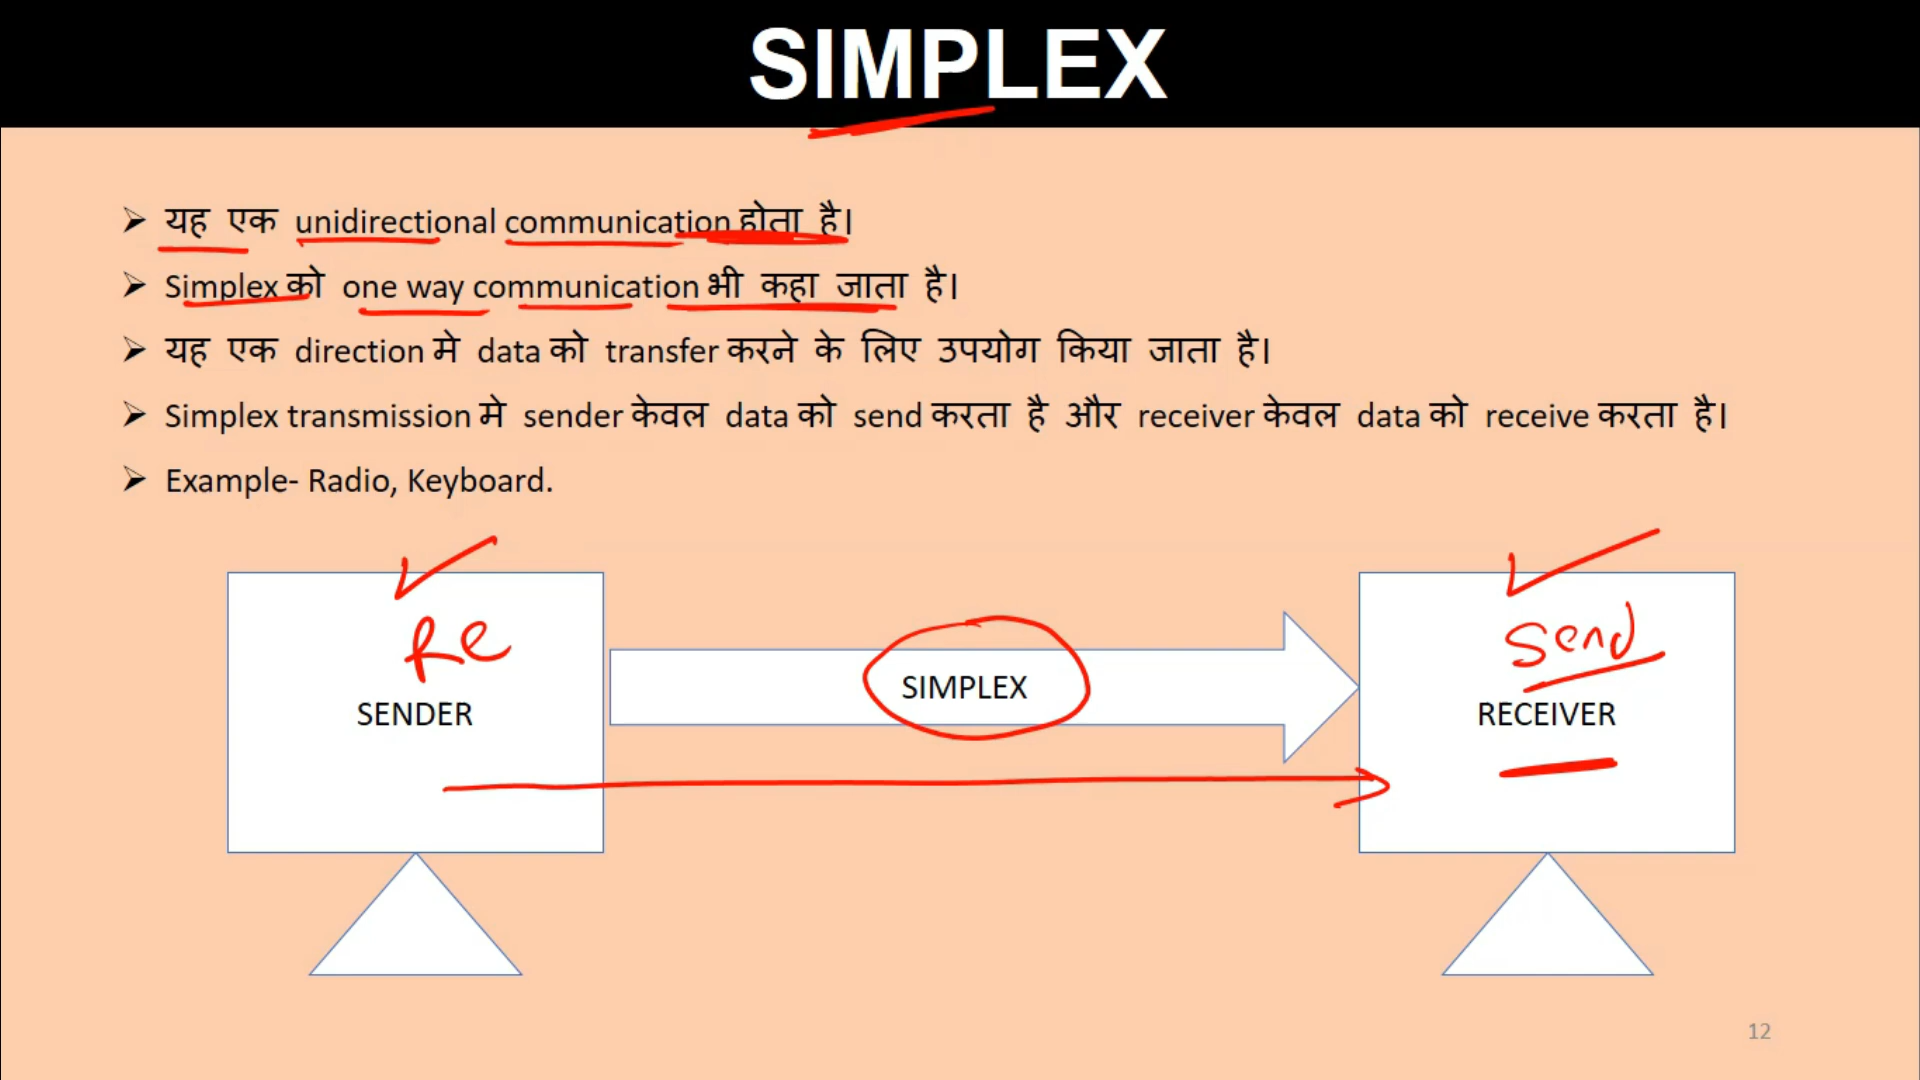 SIMPLEX
➢ यह एक unidirectional communication होता है।
➢ Simplex को one way communication भी कहा जाता है।
➢ यह एक direction मे data को transfer करने के लिए उपयोग किया जाता है।
➢ Simplex transmission मे sender केवल data को send करता है और receiver केवल data को receive करता है।
➢ Example- Radio, Keyboard.
Re
send
SIMPLEX
SENDER
RECEIVER
12